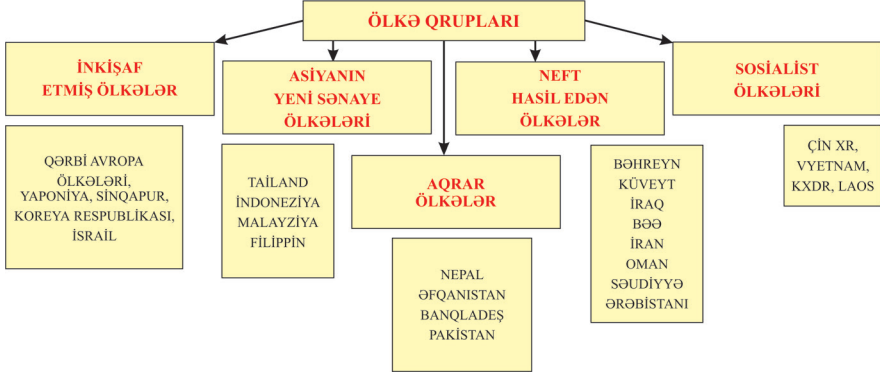 ÖLKƏ QRUPLARI
İNKİŞAF
ETMİŞ ÖLKƏLƏR
QƏRBİ AVROPA
ÖLKƏLƏRİ,
YAPONİYA, SİNQAPUR,
KOREYA RESPUBLİKASI,
İSRAİL
ASİYANIN
YENİ SƏNAYE
ÖLKƏLƏRİ
TAİLAND
İNDONEZİYA
MALAYZİYA
FİLİPPİN
AQRAR
ÖLKƏLƏR
NEPAL
ƏFQANISTAN
BANQLADEŞ
PAKİSTAN
NEFT
HASİL EDƏN
ÖLKƏLƏR
BƏHREYN
KÜVEYT
İRAQ
BƏƏ
İRAN
OMAN
SƏUDİYYƏ
ƏRƏBİSTANI
SOSİALİST
ÖLKƏLƏRİ
ÇİN XR,
VYETNAM,
KXDR, LAOS